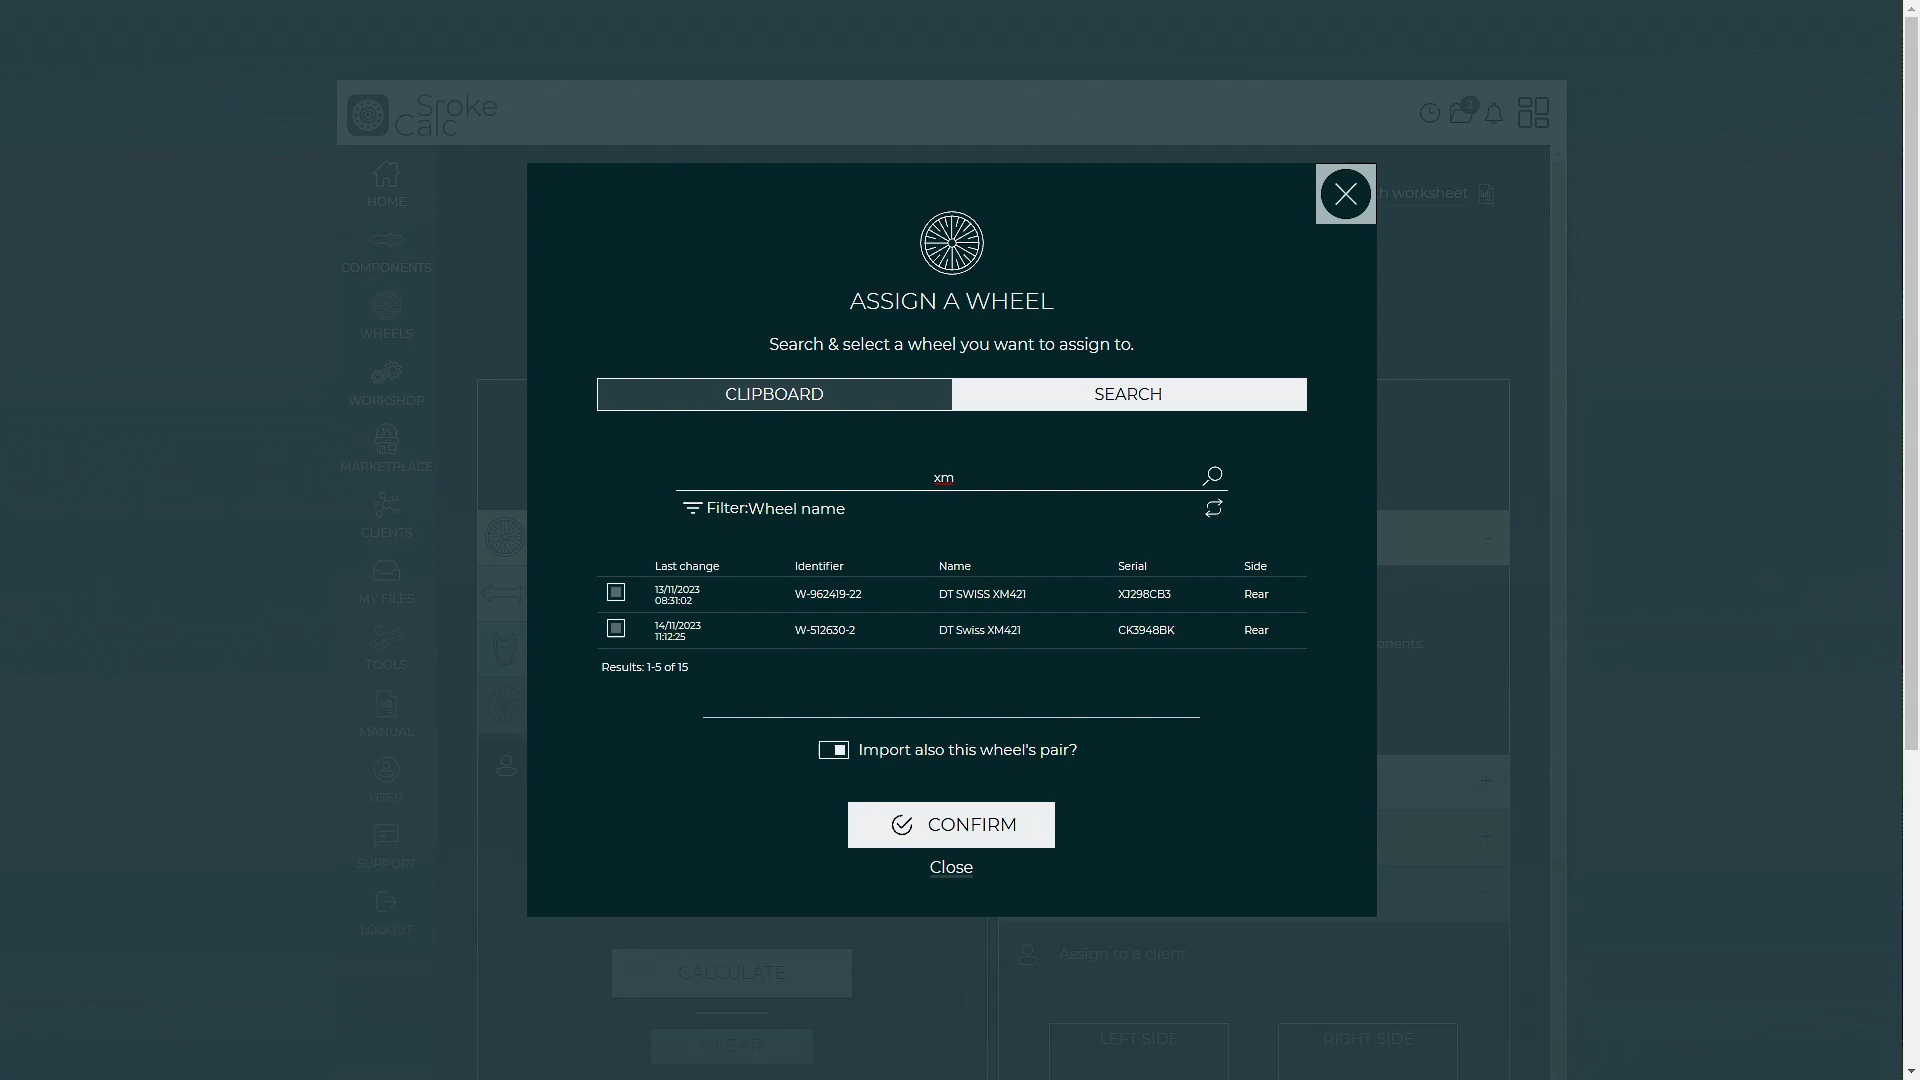 Sroke
Calc
2
HOME
COMPONENTS
WHEELS
WORKSHOP
MARKETPLACE
CLIENTS
MY FILES
TOOLS
MANUAL
USER
SUPPORT
LOGOUT
h worksheet
ASSIGN A WHEEL
Search & select a wheel you want to assign to.
CLIPBOARD SEARCH
xm
Filter:Wheel name
Last change Identifier Name Serial Side
13/11/2023 08:31:02 W-962419-22 DT SWISS XM421 XJ298CB3 Rear
14/11/2023 11:12:25 W-512630-2 DT Swiss XM421 CK3948BK Rear
Results: 1-5 of 15
Import also this wheel's pair?
CONFIRM
Close
onents.
Assign to a client
CALCULATE
CLEAR
LEFT SIDE RIGHT SIDE